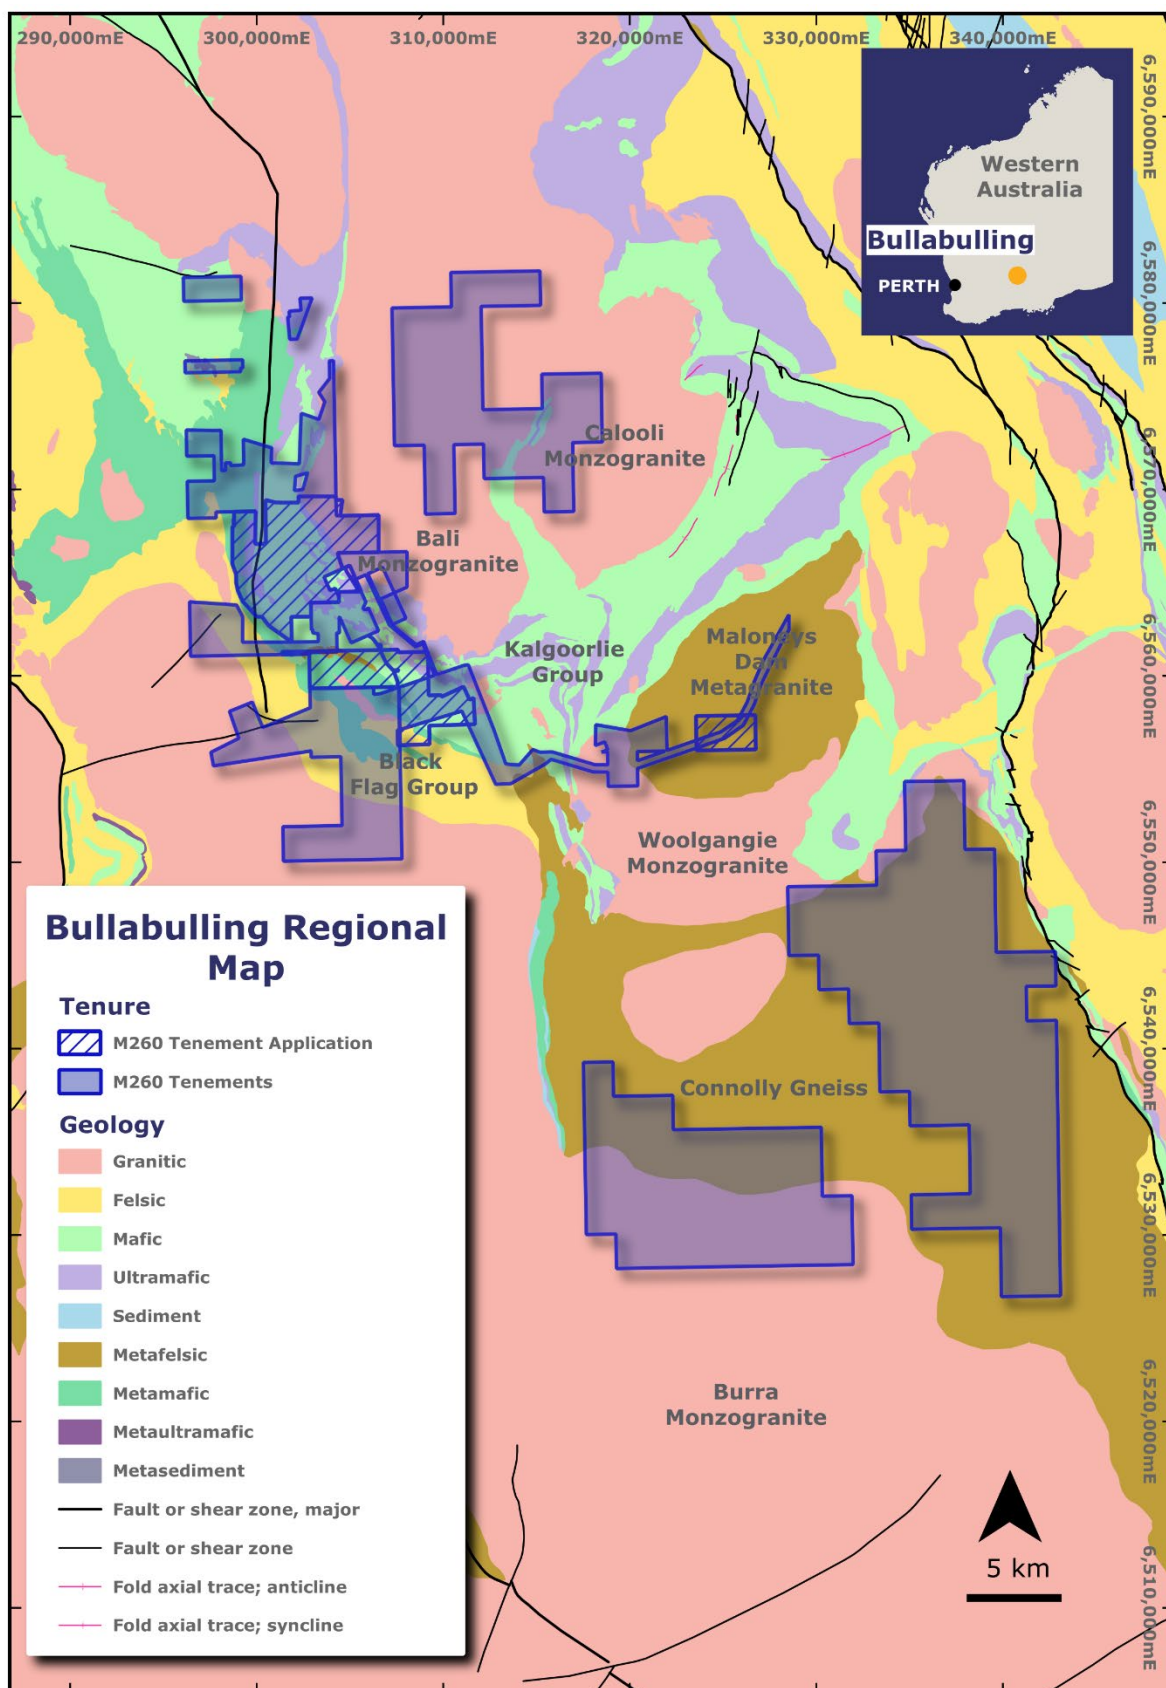 290,000mE
300,000mE
310,000mE
320,000mE
330,000mE
340,000mE
6,590,000mE
6,580,000mE
6,570,000mE
6,560,000mE
6,550,000mE
6,540,000mE
6,530,000mE
6,520,000mE
6,510,000mE
Western
Australia
Bullabulling
PERTH
Calooli
Monzogranite
Bali
Monzogranite
Kalgoorlie
Group
Maloneys
Dam
Metagranite
Black
Flag Group
Woolgangie
Monzogranite
Connolly Gneiss
Burra
Monzogranite
Bullabulling Regional
Map
Tenure
M260 Tenement Application
M260 Tenements
Geology
Granitic
Felsic
Mafic
Ultramafic
Sediment
Metafelsic
Metamafic
Metaultramafic
Metasediment
Fault or shear zone, major
Fault or shear zone
Fold axial trace; anticline
Fold axial trace; syncline
5 km